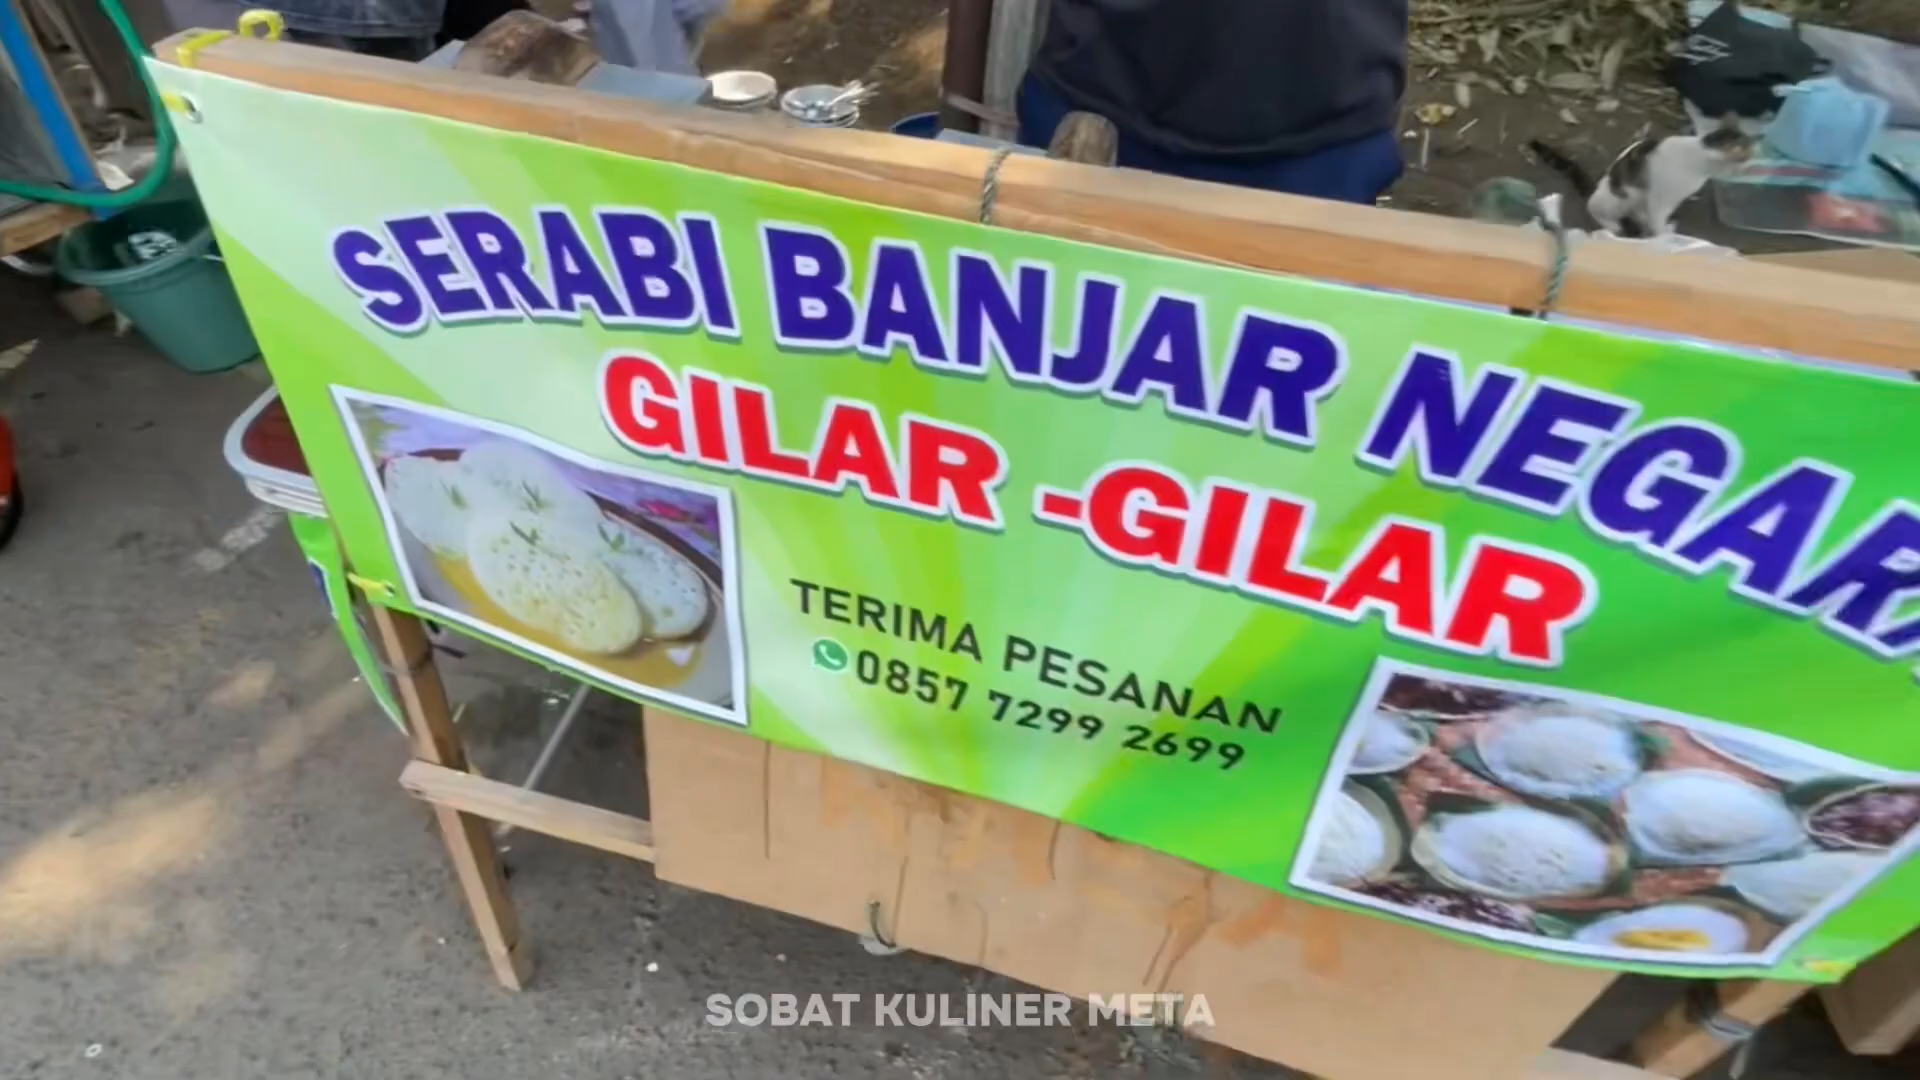 SERABI BANJAR NEGARA
GILAR -GILAR
TERIMA PESANAN
0857 7299 2699
SOBAT KULINER META